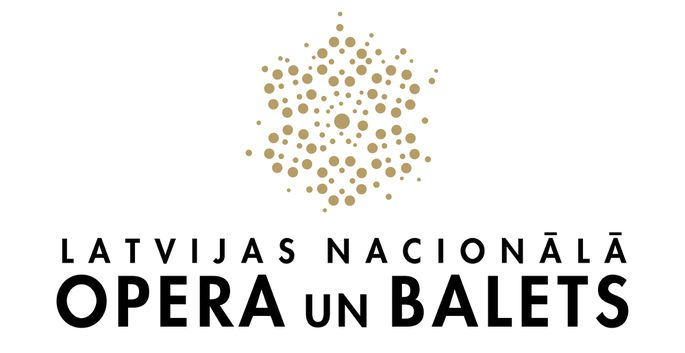 LATVIJAS NACIONĀLĀ
OPERA UN BALETS